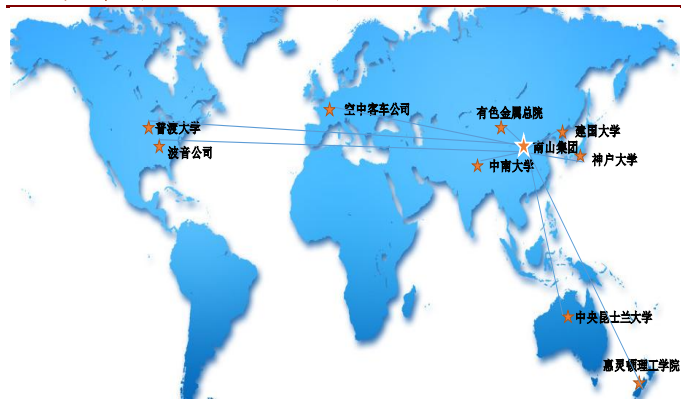 空中客车公司
有色金属总院
普渡大学
建国大学
波音公司
南山集团
神户大学
中南大学
中央昆士兰大学
惠灵顿理工学院